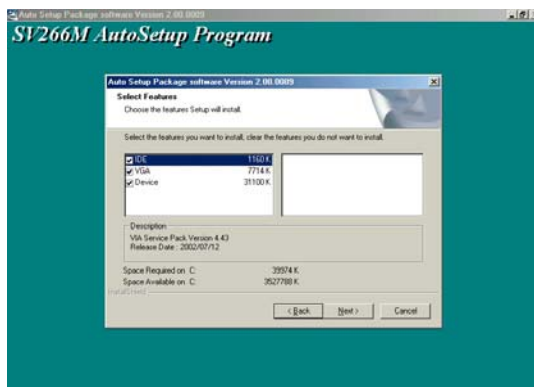 Auto Setup Package software Version 2.00.0009
SV266M AutoSetup Program
Auto Setup Package software Version 2.00.0009
Select Features
Choose the features Setup will install.
Select the features you want to install, clear the features you do not want to install.
IDE 1160 K
VGA 7714 K
Device 31100 K
Description
VIA Service Pack Version 4.43
Release Date : 2002/07/12
Space Required on C: 39974 K
Space Available on C: 3527788 K
InstallShield
< Back Next > Cancel